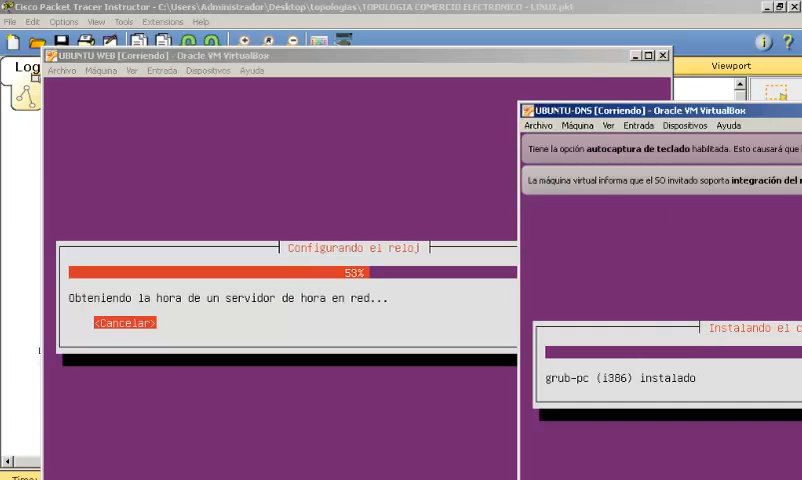 Cisco Packet Tracer Instructor - C:\Users\Administrador\Desktop\topologias\TOPOLOGIA COMERCIO ELECTRONICO - LINUX.pkt
File Edit Options View Tools Extensions Help
Log
Viewport
UBUNTU WEB [Corriendo] - Oracle VM VirtualBox
Archivo Máquina Ver Entrada Dispositivos Ayuda
UBUNTU-DNS [Corriendo] - Oracle VM VirtualBox
Archivo Máquina Ver Entrada Dispositivos Ayuda
Tiene la opción autocaptura de teclado habilitada. Esto causará que
La máquina virtual informa que el SO invitado soporta integración del
Configurando el reloj
53%
Obteniendo la hora de un servidor de hora en red...
<Cancelar>
Instalando el c
grub-pc (i386) instalado
Time: